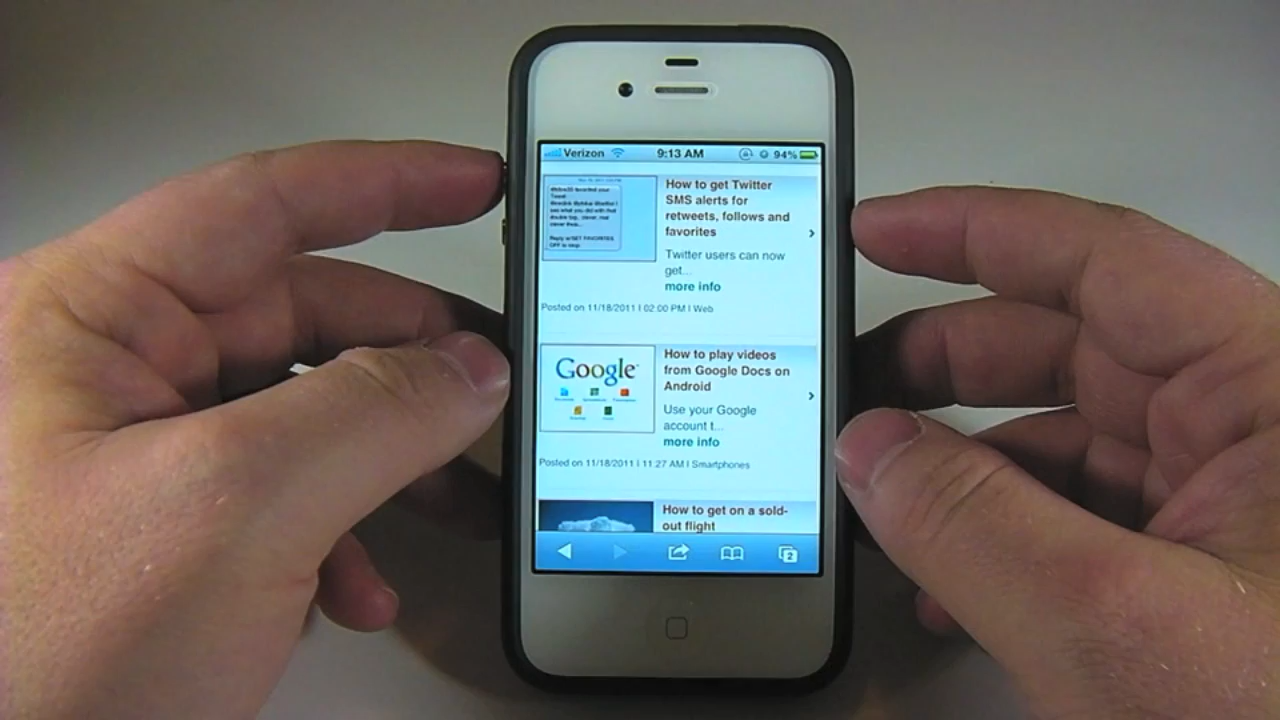 Verizon 9:13 AM 94%
How to get Twitter
SMS alerts for
retweets, follows and
favorites
Twitter users can now
get...
more info
Posted on 11/18/2011 | 02:00 PM | Web
Google
How to play videos
from Google Docs on
Android
Use your Google
account t...
more info
Posted on 11/18/2011 | 11:27 AM | Smartphones
How to get on a sold-
out flight
2